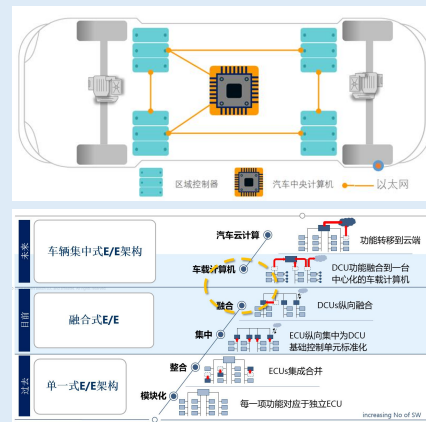 区域控制器
汽车中央计算机
以太网
未来
车辆集中式E/E架构
汽车云计算
功能转移到云端
车载计算机
DCU功能融合到一台
中心化的车载计算机
目前
融合式E/E
融合
DCUs纵向融合
集中
ECU纵向集中为DCU
基础控制单元标准化
过去
单一式E/E架构
整合
ECUs集成合并
模块化
每一项功能对应于独立ECU
increasing No of SW